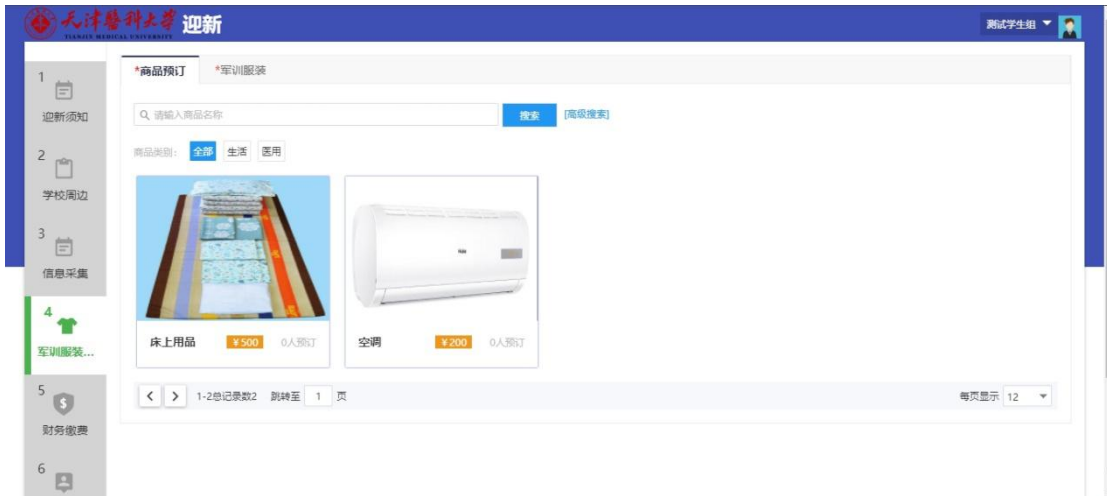 天津医科大学 迎新
TIANJIN MEDICAL UNIVERSITY
测试学生组
1
迎新须知
2
学校周边
3
信息采集
4
军训服装...
5
财务缴费
6
*商品预订 *军训服装
请输入商品名称 搜索 [高级搜索]
商品类别: 全部 生活 医用
床上用品 ¥500 0人预订
Haier
空调 ¥200 0人预订
1-2总记录数2 跳转至 1 页
每页显示 12